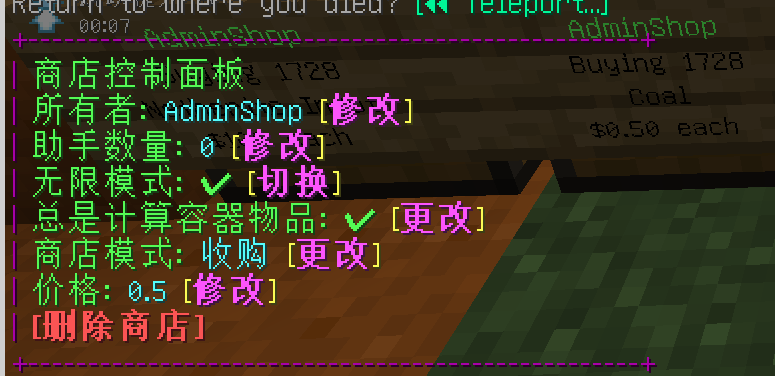 Return to where you died? [◀◀ Teleport…]
00:07
AdminShop
AdminShop
Buying 1728
Coal
$0.50 each
商店控制面板
所有者: AdminShop [修改]
助手数量: 0 [修改]
无限模式: ✔ [切换]
总是计算容器物品: ✔ [更改]
商店模式: 收购 [更改]
价格: 0.5 [修改]
[删除商店]
1728
each